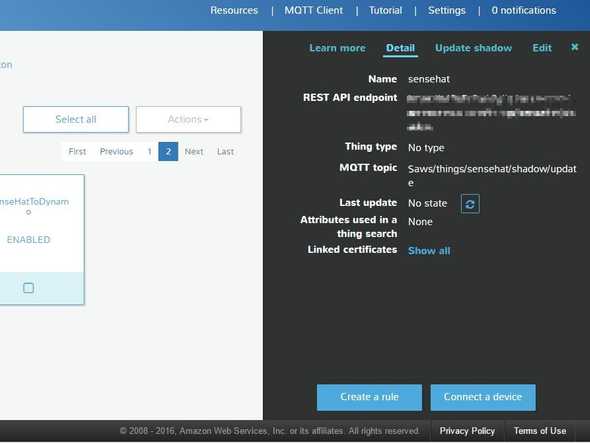 Resources | MQTT Client | Tutorial | Settings | 0 notifications
Learn more Detail Update shadow Edit ×
on
Name sensehat
REST API endpoint
Select all Actions
Thing type No type
First Previous 1 2 Next Last
MQTT topic $aws/things/sensehat/shadow/updat
e
nseHatToDynam
o
Last update No state
Attributes used in a None
thing search
ENABLED
Linked certificates Show all
Create a rule Connect a device
© 2008 - 2016, Amazon Web Services, Inc. or its affiliates. All rights reserved. Privacy Policy Terms of Use